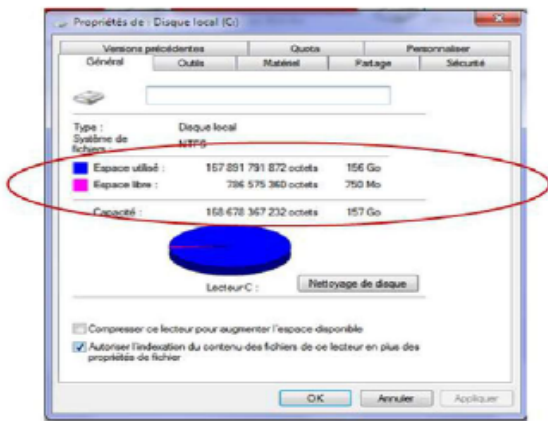 Propriétés de : Disque local (C:)
Versions précédentes Quota Personnaliser
Général Outils Matériel Partage Sécurité
Type : Disque local
Système de fichiers : NTFS
Espace utilisé : 167 891 791 872 octets 156 Go
Espace libre : 786 575 360 octets 750 Mo
Capacité : 168 678 367 232 octets 157 Go
Lecteur C : Nettoyage de disque
Compresser ce lecteur pour augmenter l'espace disponible
Autoriser l'indexation du contenu des fichiers de ce lecteur en plus des
propriétés de fichier
OK Annuler Appliquer